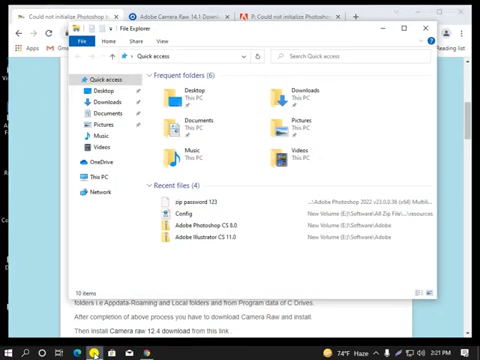 Could not initialize Photoshop
Adobe Camera Raw 14.1 Downl
P: Could not initialize Photoshop
Apps
Gm
Reading list
File Explorer
File
Home
Share
View
Quick access
Search Quick access
Quick access
Desktop
Downloads
Documents
Pictures
Music
Videos
OneDrive
This PC
Network
Frequent folders (6)
Desktop
This PC
Downloads
This PC
Documents
This PC
Pictures
This PC
Music
This PC
Videos
This PC
Recent files (4)
zip password 123
...\Adobe Photoshop 2022 v23.0.0.36 (x64) Multili...
Config
New Volume (E:)\Software\All Zip File\...\resources
Adobe Photoshop CS 8.0
New Volume (E:)\Software\Adobe
Adobe Illustrator CS 11.0
New Volume (E:)\Software\Adobe
10 items
folders i.e Appdata-Roaming and Local folders and from Program data of C Drives.
After completion of above process you have to download Camera Raw and install.
Then install Camera raw 12.4 download from this link .
74°F Haze
3:21 PM